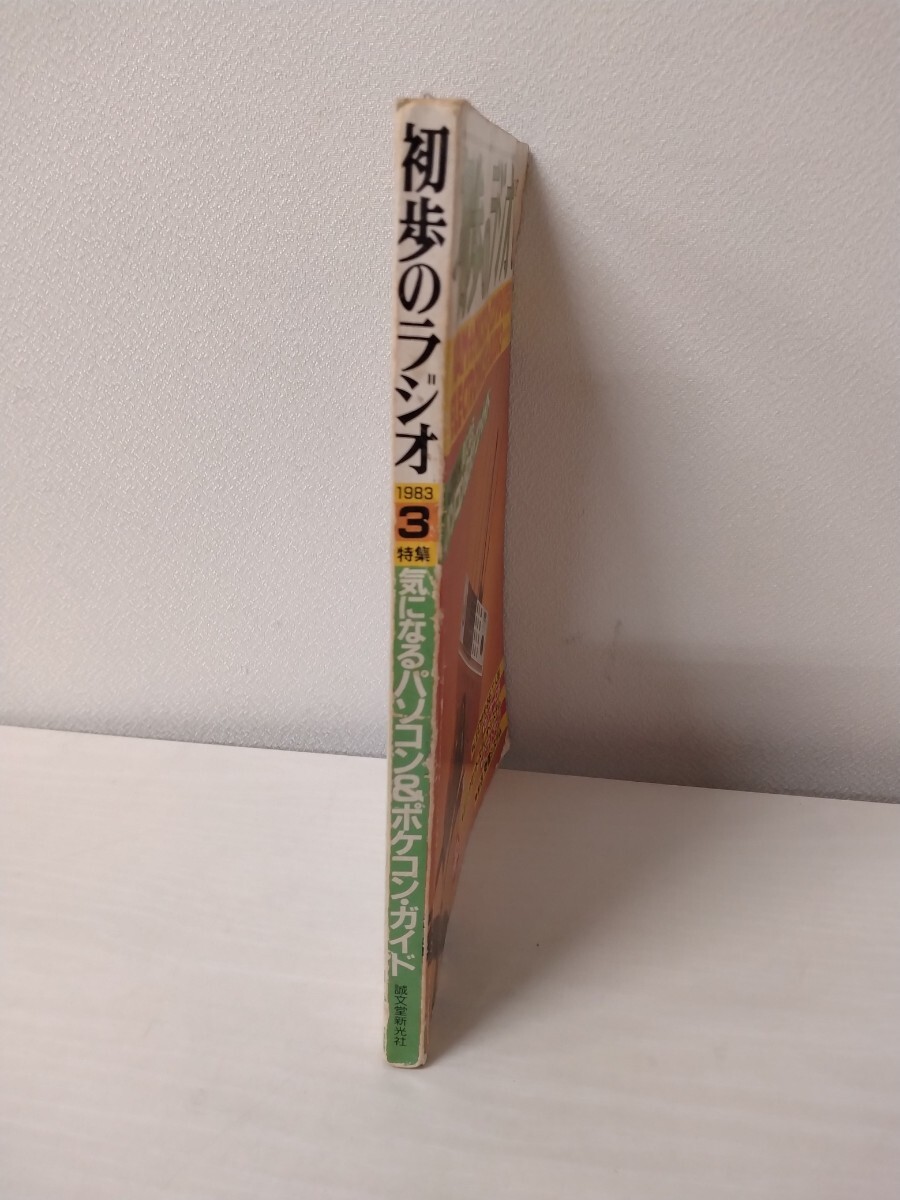 初歩のラジオ
1983
3
特集
気になるパソコン&ポケコン・ガイド
誠文堂新光社